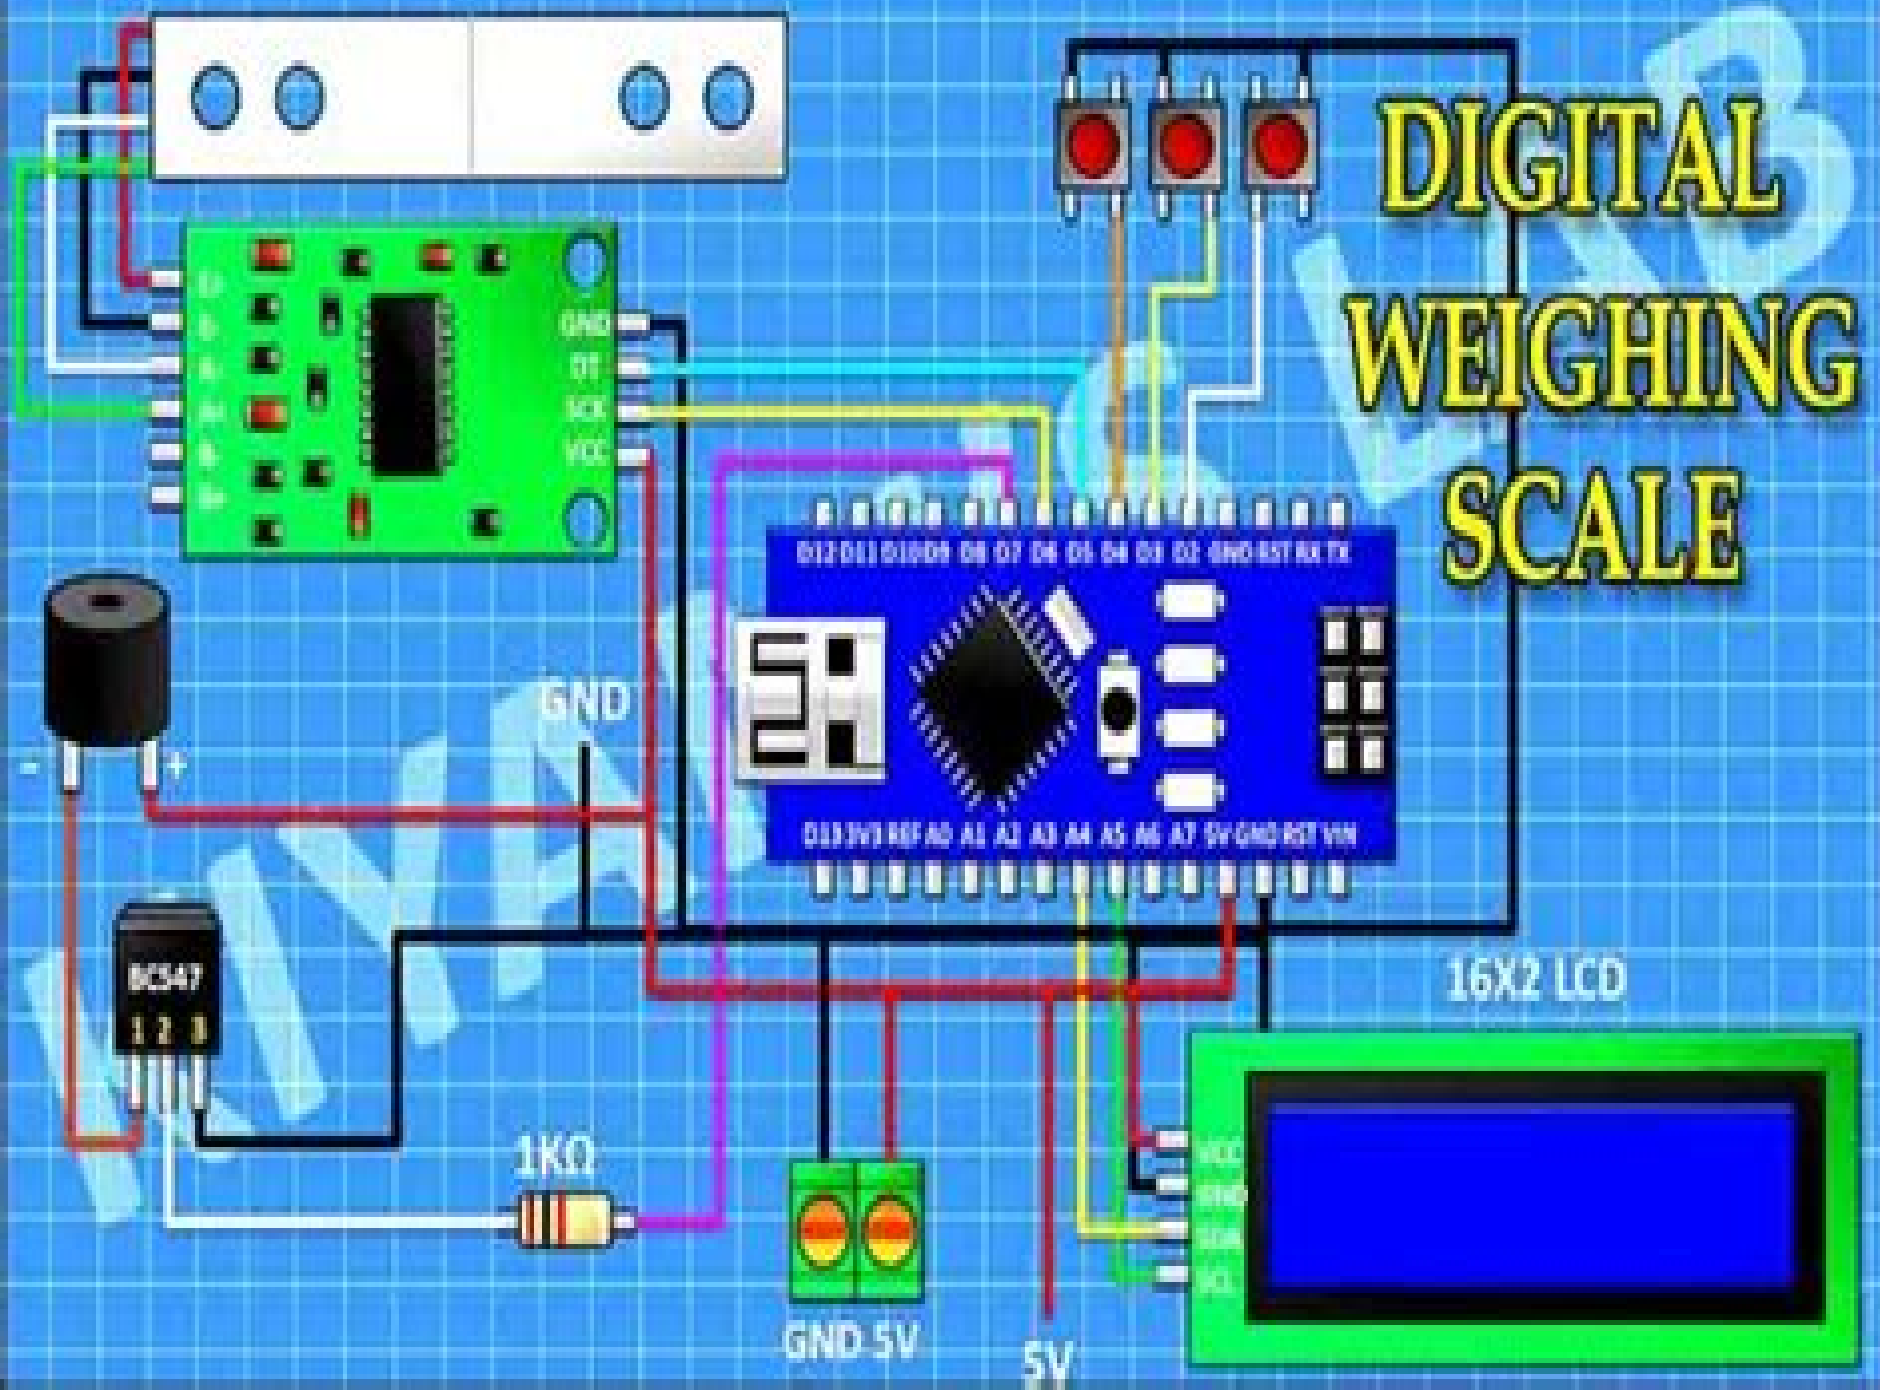 DIGITAL
WEIGHING
SCALE
GND
DT
SCK
VCC
D12 D11 D10 D9 D8 D7 D6 D5 D4 D3 D2 GND RST RX TX
GND
- +
D13 3V3 REF A0 A1 A2 A3 A4 A5 A6 A7 5V GND RST VIN
BC547
1 2 3
16X2 LCD
1KΩ
VCC
GND
SDA
SCL
GND 5V
5V